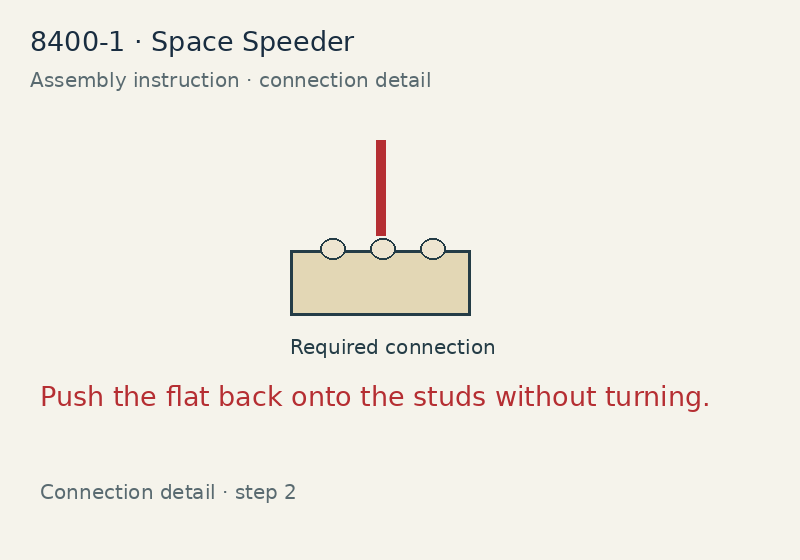 8400-1 · Space Speeder
Assembly instruction · connection detail
Required connection
Push the flat back onto the studs without turning.
Connection detail · step 2